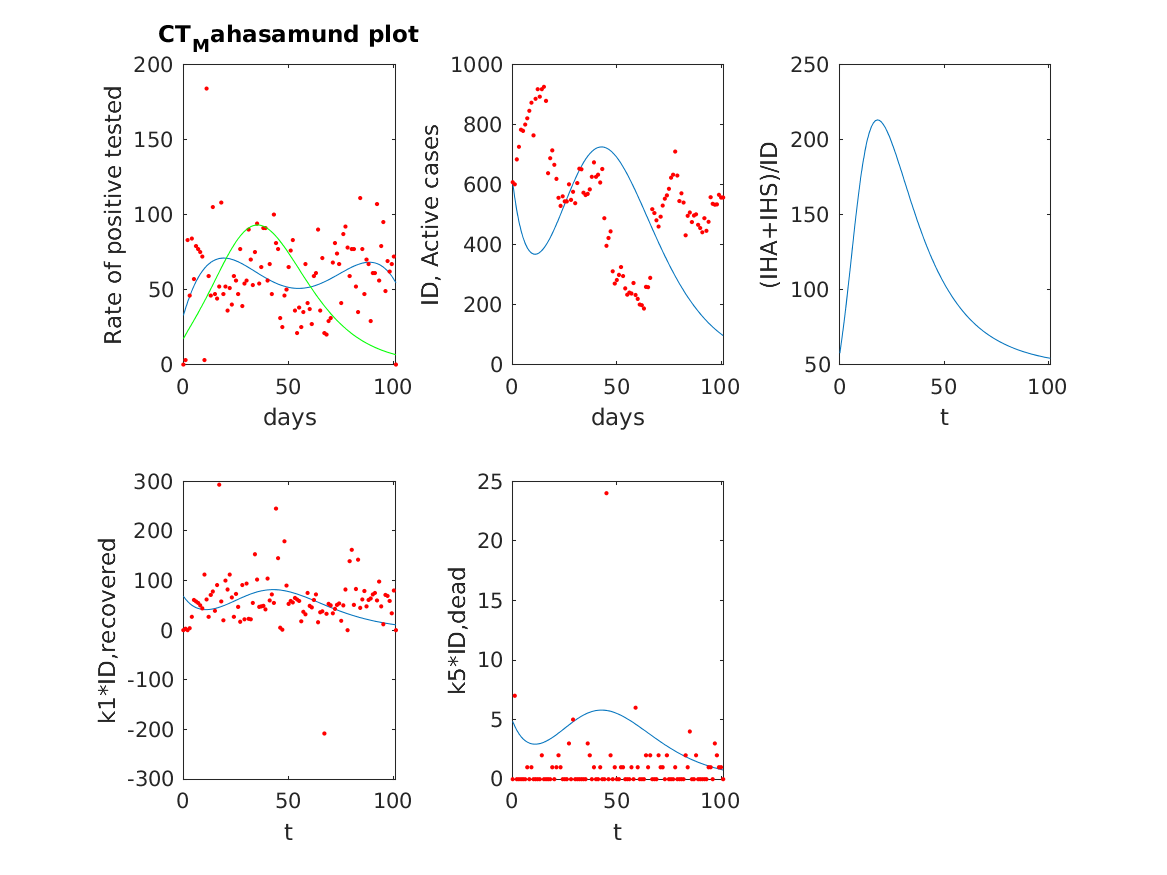 CT_Mahasamund plot
200
150
100
50
0
Rate of positive tested
0 50 100
days
1000
800
600
400
200
0
ID, Active cases
0 50 100
days
250
200
150
100
50
(IHA+IHS)/ID
0 50 100
t
300
200
100
0
-100
-200
-300
k1*ID,recovered
0 50 100
t
25
20
15
10
5
0
k5*ID,dead
0 50 100
t